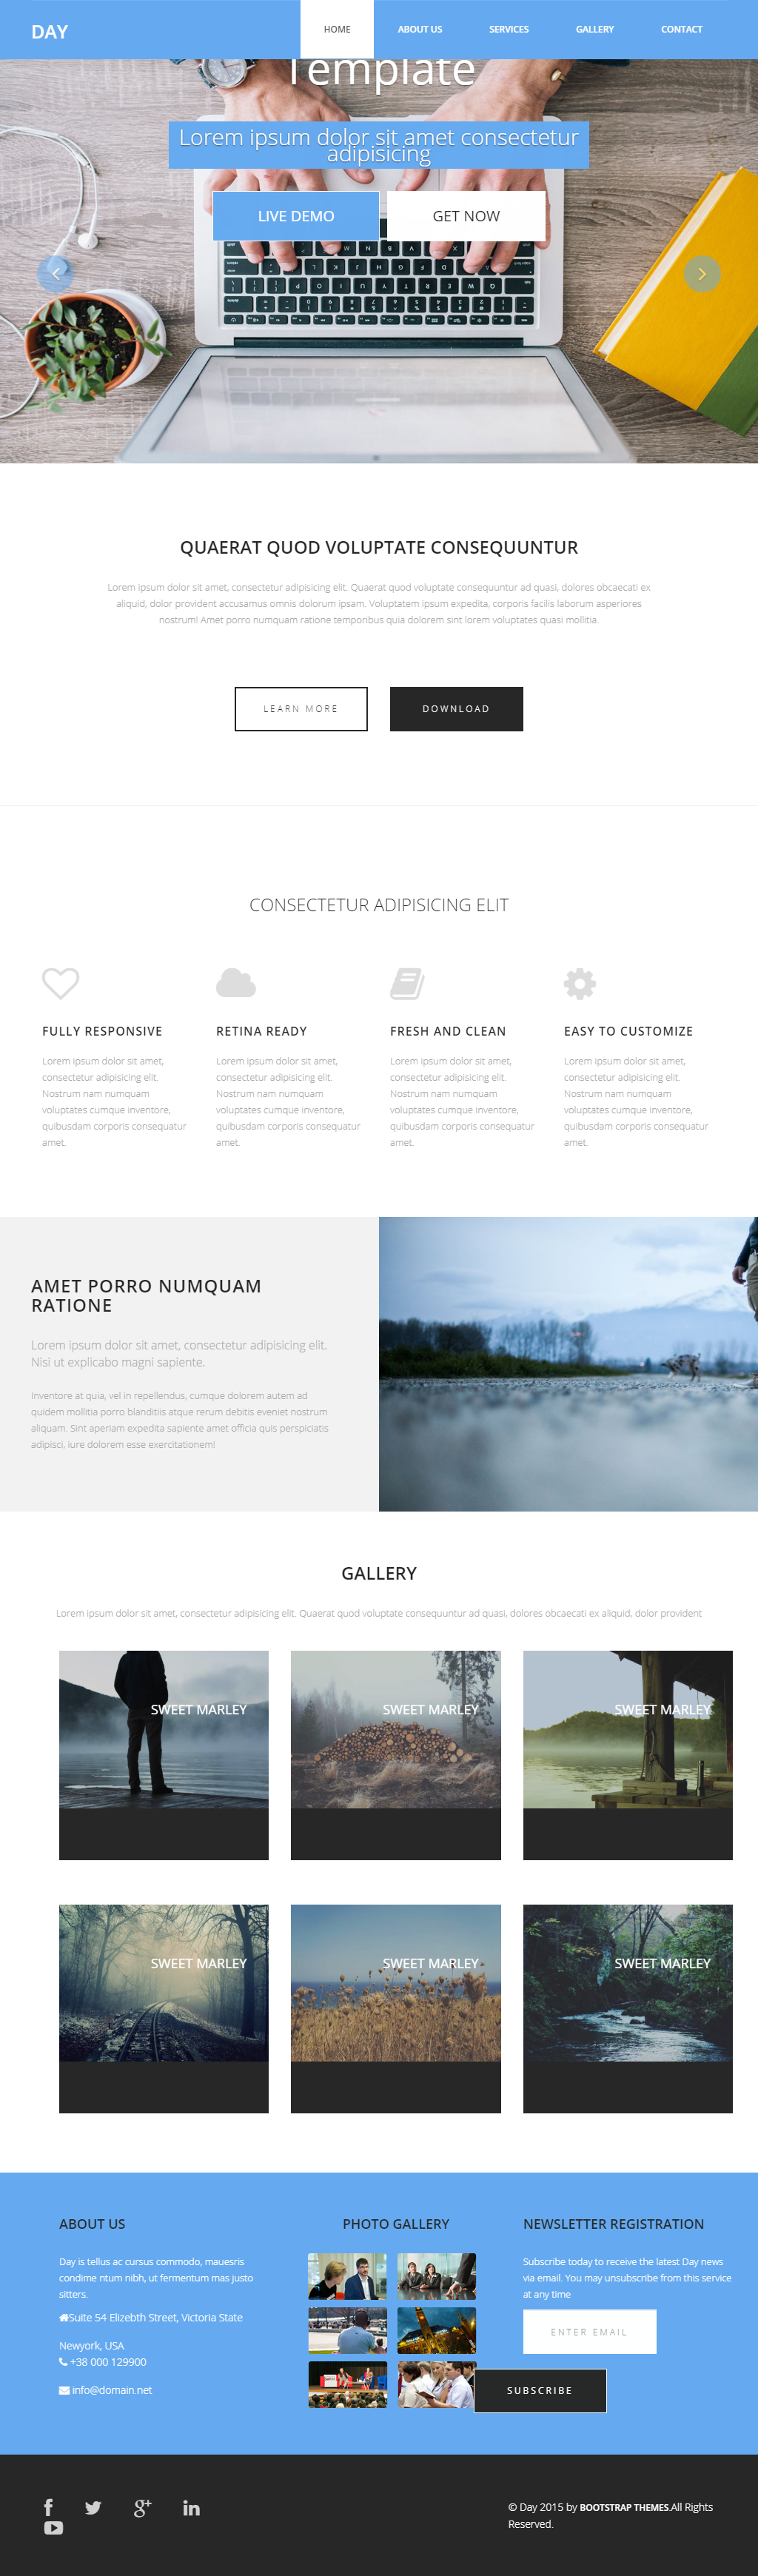 DAY
HOME
ABOUT US
SERVICES
GALLERY
CONTACT
Template
Lorem ipsum dolor sit amet consectetur
adipisicing
LIVE DEMO
GET NOW
QUAERAT QUOD VOLUPTATE CONSEQUUNTUR
Lorem ipsum dolor sit amet, consectetur adipisicing elit. Quaerat quod voluptate consequuntur ad quasi, dolores obcaecati ex
aliquid, dolor provident accusamus omnis dolorum ipsam. Voluptatem ipsum expedita, corporis facilis laborum asperiores
nostrum! Amet porro numquam ratione temporibus quia dolorem sint lorem voluptates quasi mollitia.
LEARN MORE
DOWNLOAD
CONSECTETUR ADIPISICING ELIT
FULLY RESPONSIVE
Lorem ipsum dolor sit amet,
consectetur adipisicing elit.
Nostrum nam numquam
voluptates cumque inventore,
quibusdam corporis consequatur
amet.
RETINA READY
Lorem ipsum dolor sit amet,
consectetur adipisicing elit.
Nostrum nam numquam
voluptates cumque inventore,
quibusdam corporis consequatur
amet.
FRESH AND CLEAN
Lorem ipsum dolor sit amet,
consectetur adipisicing elit.
Nostrum nam numquam
voluptates cumque inventore,
quibusdam corporis consequatur
amet.
EASY TO CUSTOMIZE
Lorem ipsum dolor sit amet,
consectetur adipisicing elit.
Nostrum nam numquam
voluptates cumque inventore,
quibusdam corporis consequatur
amet.
AMET PORRO NUMQUAM
RATIONE
Lorem ipsum dolor sit amet, consectetur adipisicing elit.
Nisi ut explicabo magni sapiente.
Inventore at quia, vel in repellendus, cumque dolorem autem ad
quidem mollitia porro blanditiis atque rerum debitis eveniet nostrum
aliquam. Sint aperiam expedita sapiente amet officia quis perspiciatis
adipisci, iure dolorem esse exercitationem!
GALLERY
Lorem ipsum dolor sit amet, consectetur adipisicing elit. Quaerat quod voluptate consequuntur ad quasi, dolores obcaecati ex aliquid, dolor provident
SWEET MARLEY
SWEET MARLEY
SWEET MARLEY
SWEET MARLEY
SWEET MARLEY
SWEET MARLEY
ABOUT US
Day is tellus ac cursus commodo, mauesris
condime ntum nibh, ut fermentum mas justo
sitters.
Suite 54 Elizebth Street, Victoria State
Newyork, USA
+38 000 129900
info@domain.net
PHOTO GALLERY
NEWSLETTER REGISTRATION
Subscribe today to receive the latest Day news
via email. You may unsubscribe from this service
at any time
ENTER EMAIL
SUBSCRIBE
© Day 2015 by BOOTSTRAP THEMES.All Rights
Reserved.